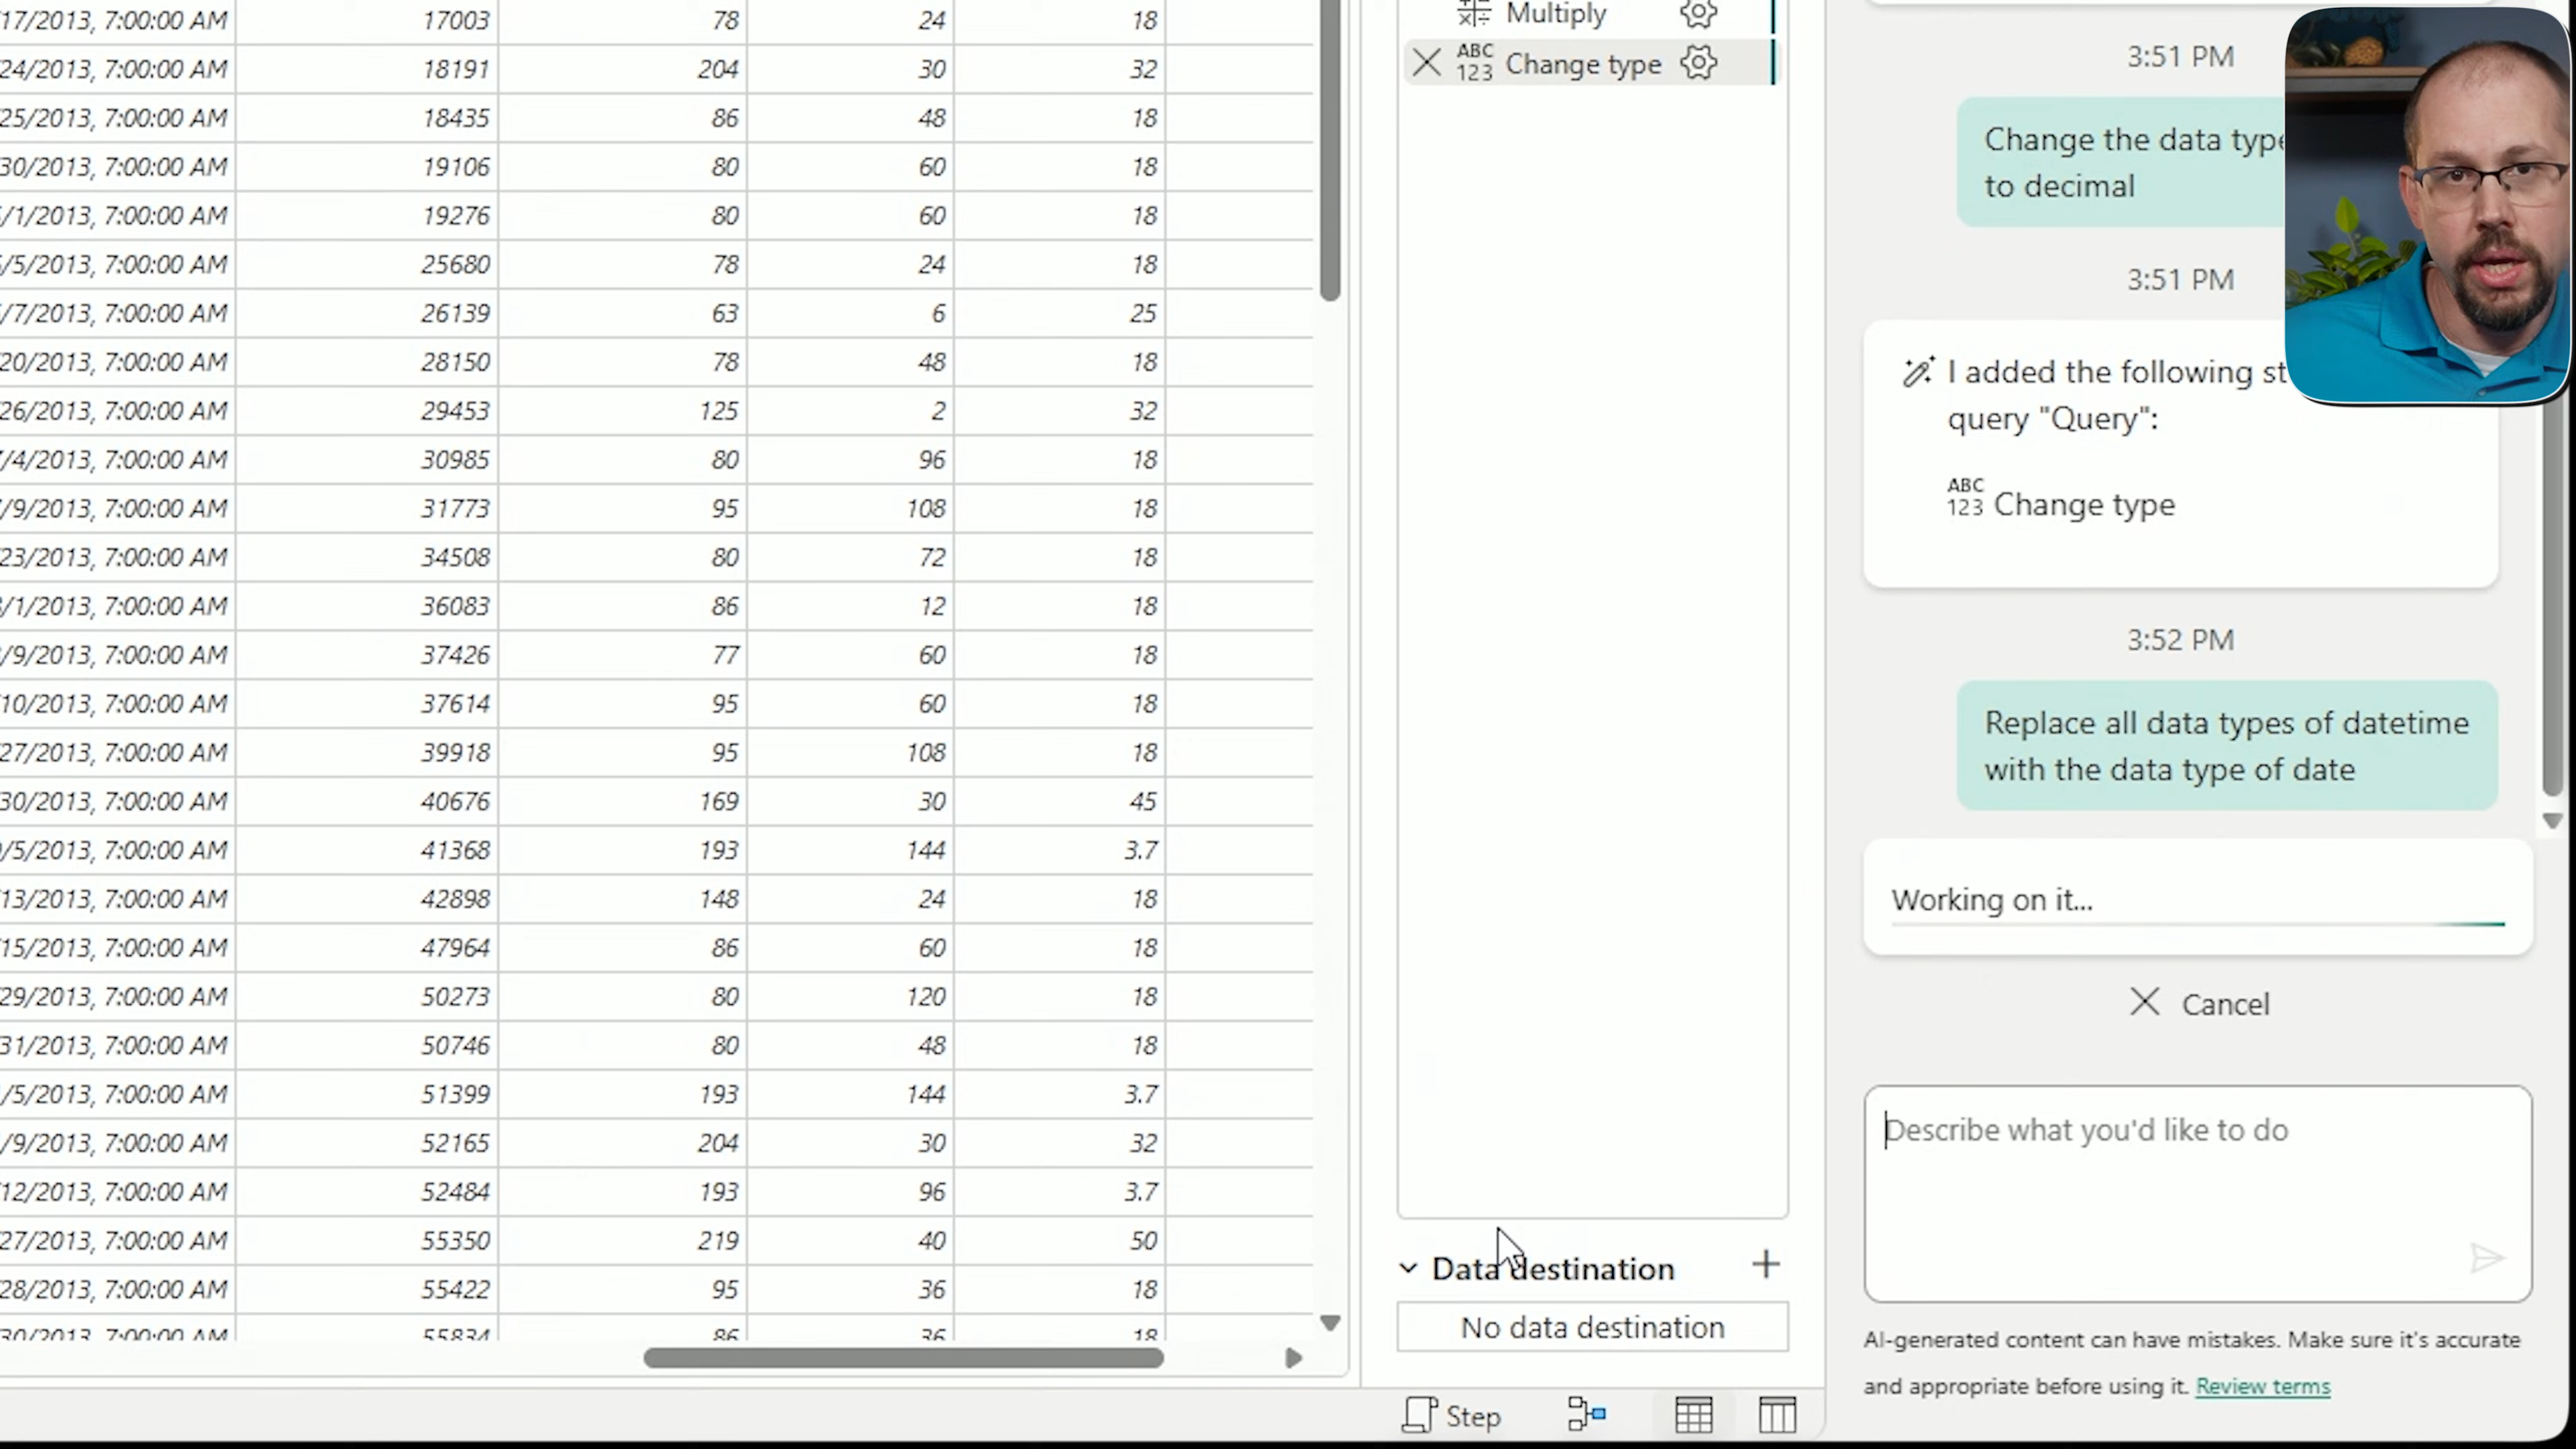 17/2013, 7:00:00 AM 17003 78 24 18
24/2013, 7:00:00 AM 18191 204 30 32
25/2013, 7:00:00 AM 18435 86 48 18
30/2013, 7:00:00 AM 19106 80 60 18
/1/2013, 7:00:00 AM 19276 80 60 18
/5/2013, 7:00:00 AM 25680 78 24 18
/7/2013, 7:00:00 AM 26139 63 6 25
20/2013, 7:00:00 AM 28150 78 48 18
26/2013, 7:00:00 AM 29453 125 2 32
/4/2013, 7:00:00 AM 30985 80 96 18
/9/2013, 7:00:00 AM 31773 95 108 18
23/2013, 7:00:00 AM 34508 80 72 18
/1/2013, 7:00:00 AM 36083 86 12 18
/9/2013, 7:00:00 AM 37426 77 60 18
10/2013, 7:00:00 AM 37614 95 60 18
27/2013, 7:00:00 AM 39918 95 108 18
30/2013, 7:00:00 AM 40676 169 30 45
/5/2013, 7:00:00 AM 41368 193 144 3.7
13/2013, 7:00:00 AM 42898 148 24 18
15/2013, 7:00:00 AM 47964 86 60 18
29/2013, 7:00:00 AM 50273 80 120 18
31/2013, 7:00:00 AM 50746 80 48 18
/5/2013, 7:00:00 AM 51399 193 144 3.7
/9/2013, 7:00:00 AM 52165 204 30 32
12/2013, 7:00:00 AM 52484 193 96 3.7
27/2013, 7:00:00 AM 55350 219 40 50
28/2013, 7:00:00 AM 55422 95 36 18
30/2013, 7:00:00 AM 55834 86 36 18
Multiply
ABC
123 Change type
Data destination
No data destination
Step
3:51 PM
Change the data type
to decimal
3:51 PM
I added the following
query "Query":
ABC
123 Change type
3:52 PM
Replace all data types of datetime
with the data type of date
Working on it...
Cancel
Describe what you'd like to do
AI-generated content can have mistakes. Make sure it's accurate
and appropriate before using it. Review terms